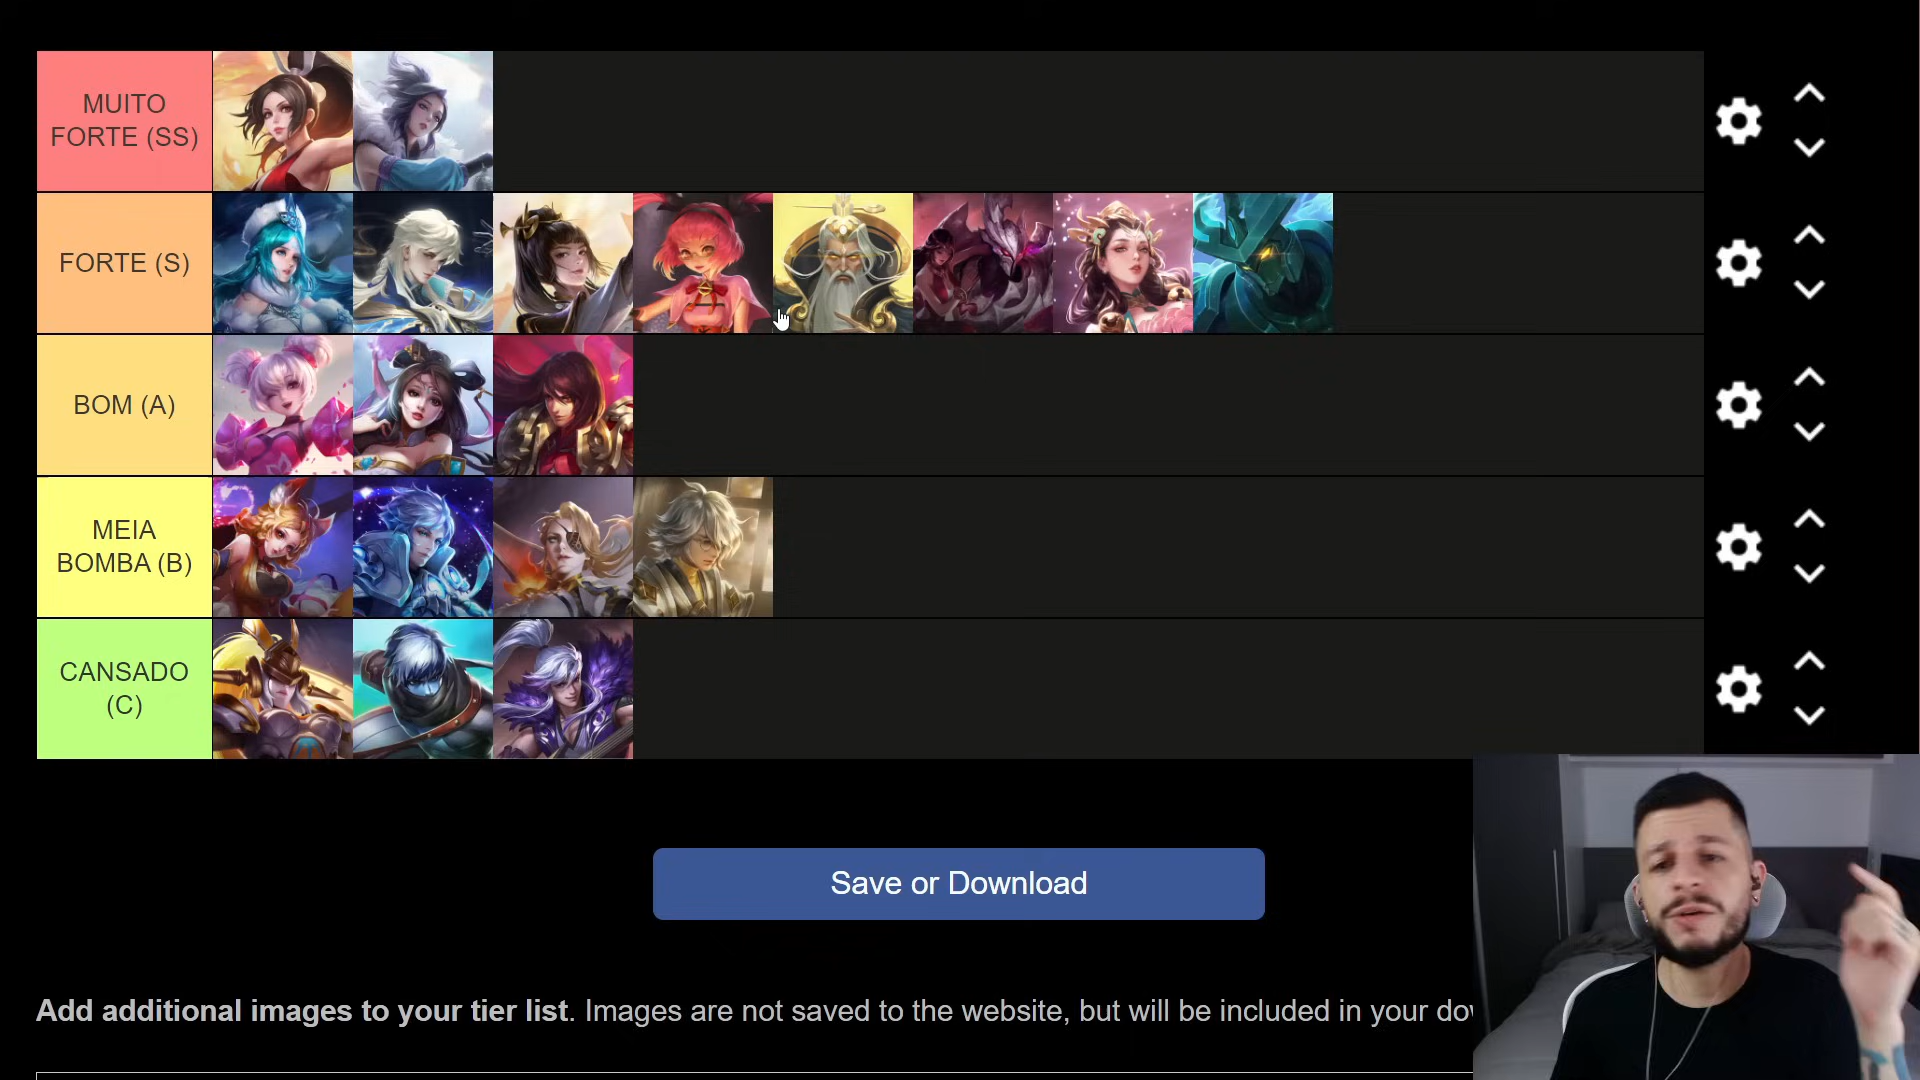 MUITO
FORTE (SS)
FORTE (S)
BOM (A)
MEIA
BOMBA (B)
CANSADO
(C)
Save or Download
Add additional images to your tier list. Images are not saved to the website, but will be included in your